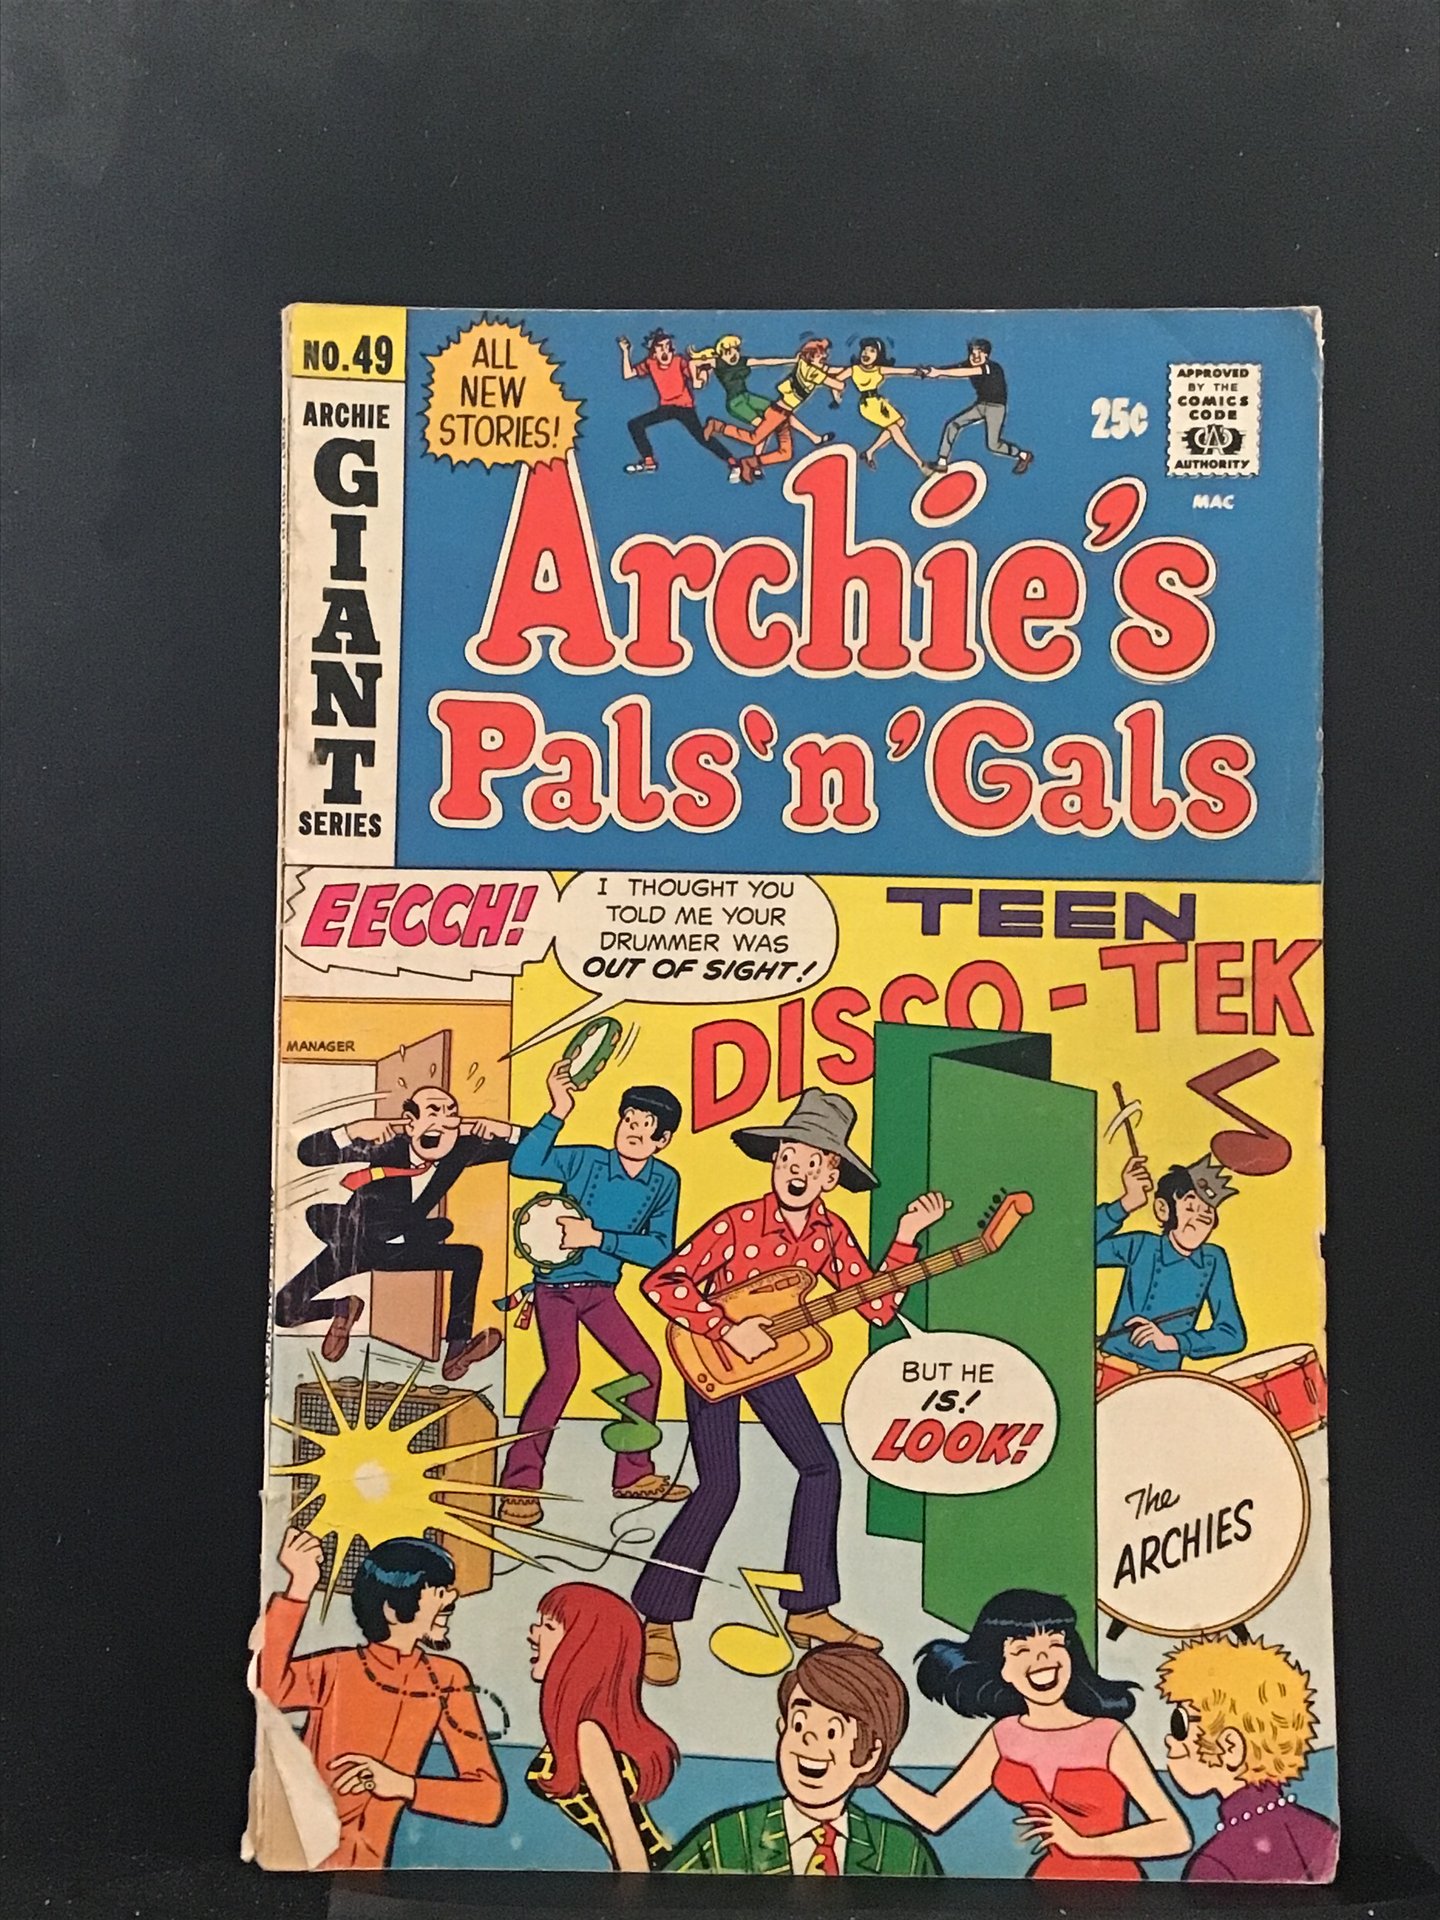 NO. 49
ARCHIE
GIANT
SERIES
ALL
NEW
STORIES!
25¢
APPROVED
BY THE
COMICS
CODE
CA
AUTHORITY
MAC
Archie's
Pals 'n' Gals
EECCH!
I THOUGHT YOU
TOLD ME YOUR
DRUMMER WAS
OUT OF SIGHT!
TEEN
DISCO-TEK
MANAGER
BUT HE
IS!
LOOK!
The
ARCHIES